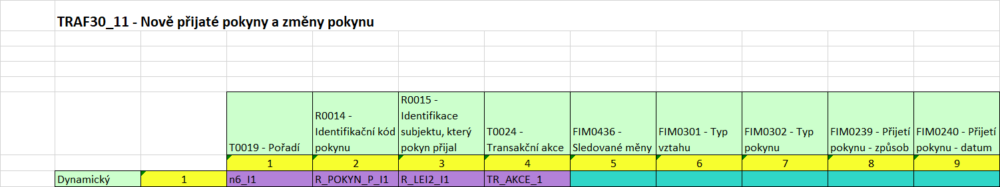 TRAF30_11 - Nově přijaté pokyny a změny pokynu
T0019 - Pořadí
R0014 -
Identifikační kód
pokynu
R0015 -
Identifikace
subjektu, který
pokyn přijal
T0024 -
Transakční akce
FIM0436 -
Sledované měny
FIM0301 - Typ
vztahu
FIM0302 - Typ
pokynu
FIM0239 - Přijetí
pokynu - způsob
FIM0240 - Přijetí
pokynu - datum
1 2 3 4 5 6 7 8 9
Dynamický 1 n6_I1 R_POKYN_P_I1 R_LEI2_I1 TR_AKCE_1